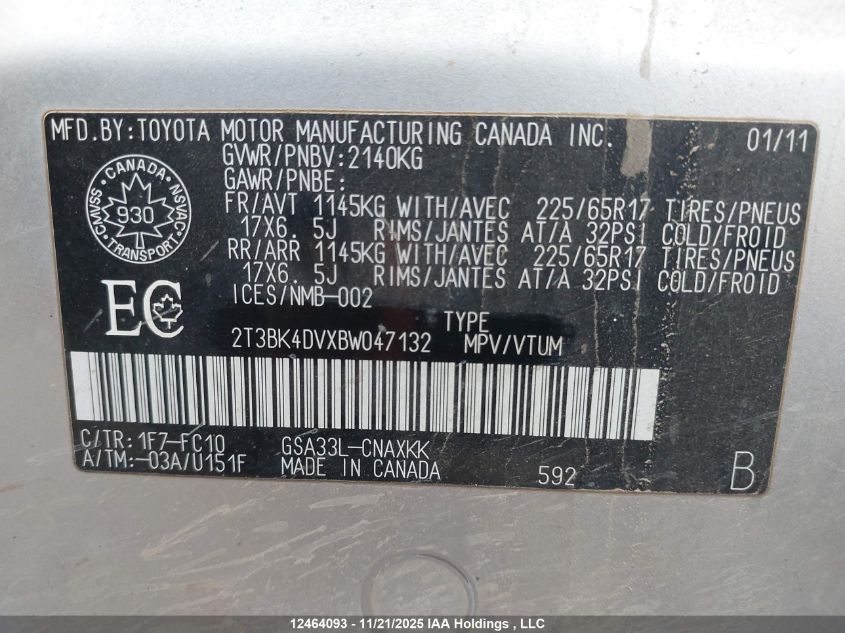 MFD.BY:TOYOTA MOTOR MANUFACTURING CANADA INC. 01/11
GVWR/PNBV:2140KG
GAWR/PNBE:
FR/AVT 1145KG WITH/AVEC 225/65R17 TIRES/PNEUS
17X6.5J RIMS/JANTES AT/A 32PSI COLD/FROID
RR/ARR 1145KG WITH/AVEC 225/65R17 TIRES/PNEUS
17X6.5J RIMS/JANTES AT/A 32PSI COLD/FROID
ICES/NMB-002
CANADA
CMVSS
930
NSVAC
TRANSPORT
EC
TYPE
2T3BK4DVXBW047132 MPV/VTUM
C/TR:1F7-FC10 GSA33L-CNAXKK
A/TM:-03A/U151F MADE IN CANADA 592 B
12464093 - 11/21/2025 IAA Holdings , LLC